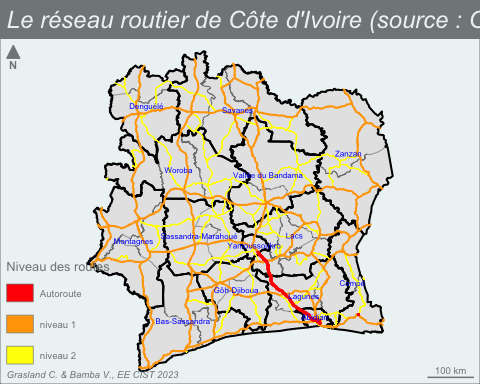 Le réseau routier de Côte d'Ivoire (source :
N
Denguélé
Savanes
Zanzan
Woroba
Vallée du Bandama
Montagnes
Sassandra-Marahoué
Yamoussoukro
Lacs
Niveau des routes
Autoroute
niveau 1
niveau 2
Gôh-Djiboua
Comoé
Lagunes
Abidjan
Bas-Sassandra
Grasland C. & Bamba V., EE CIST 2023
100 km